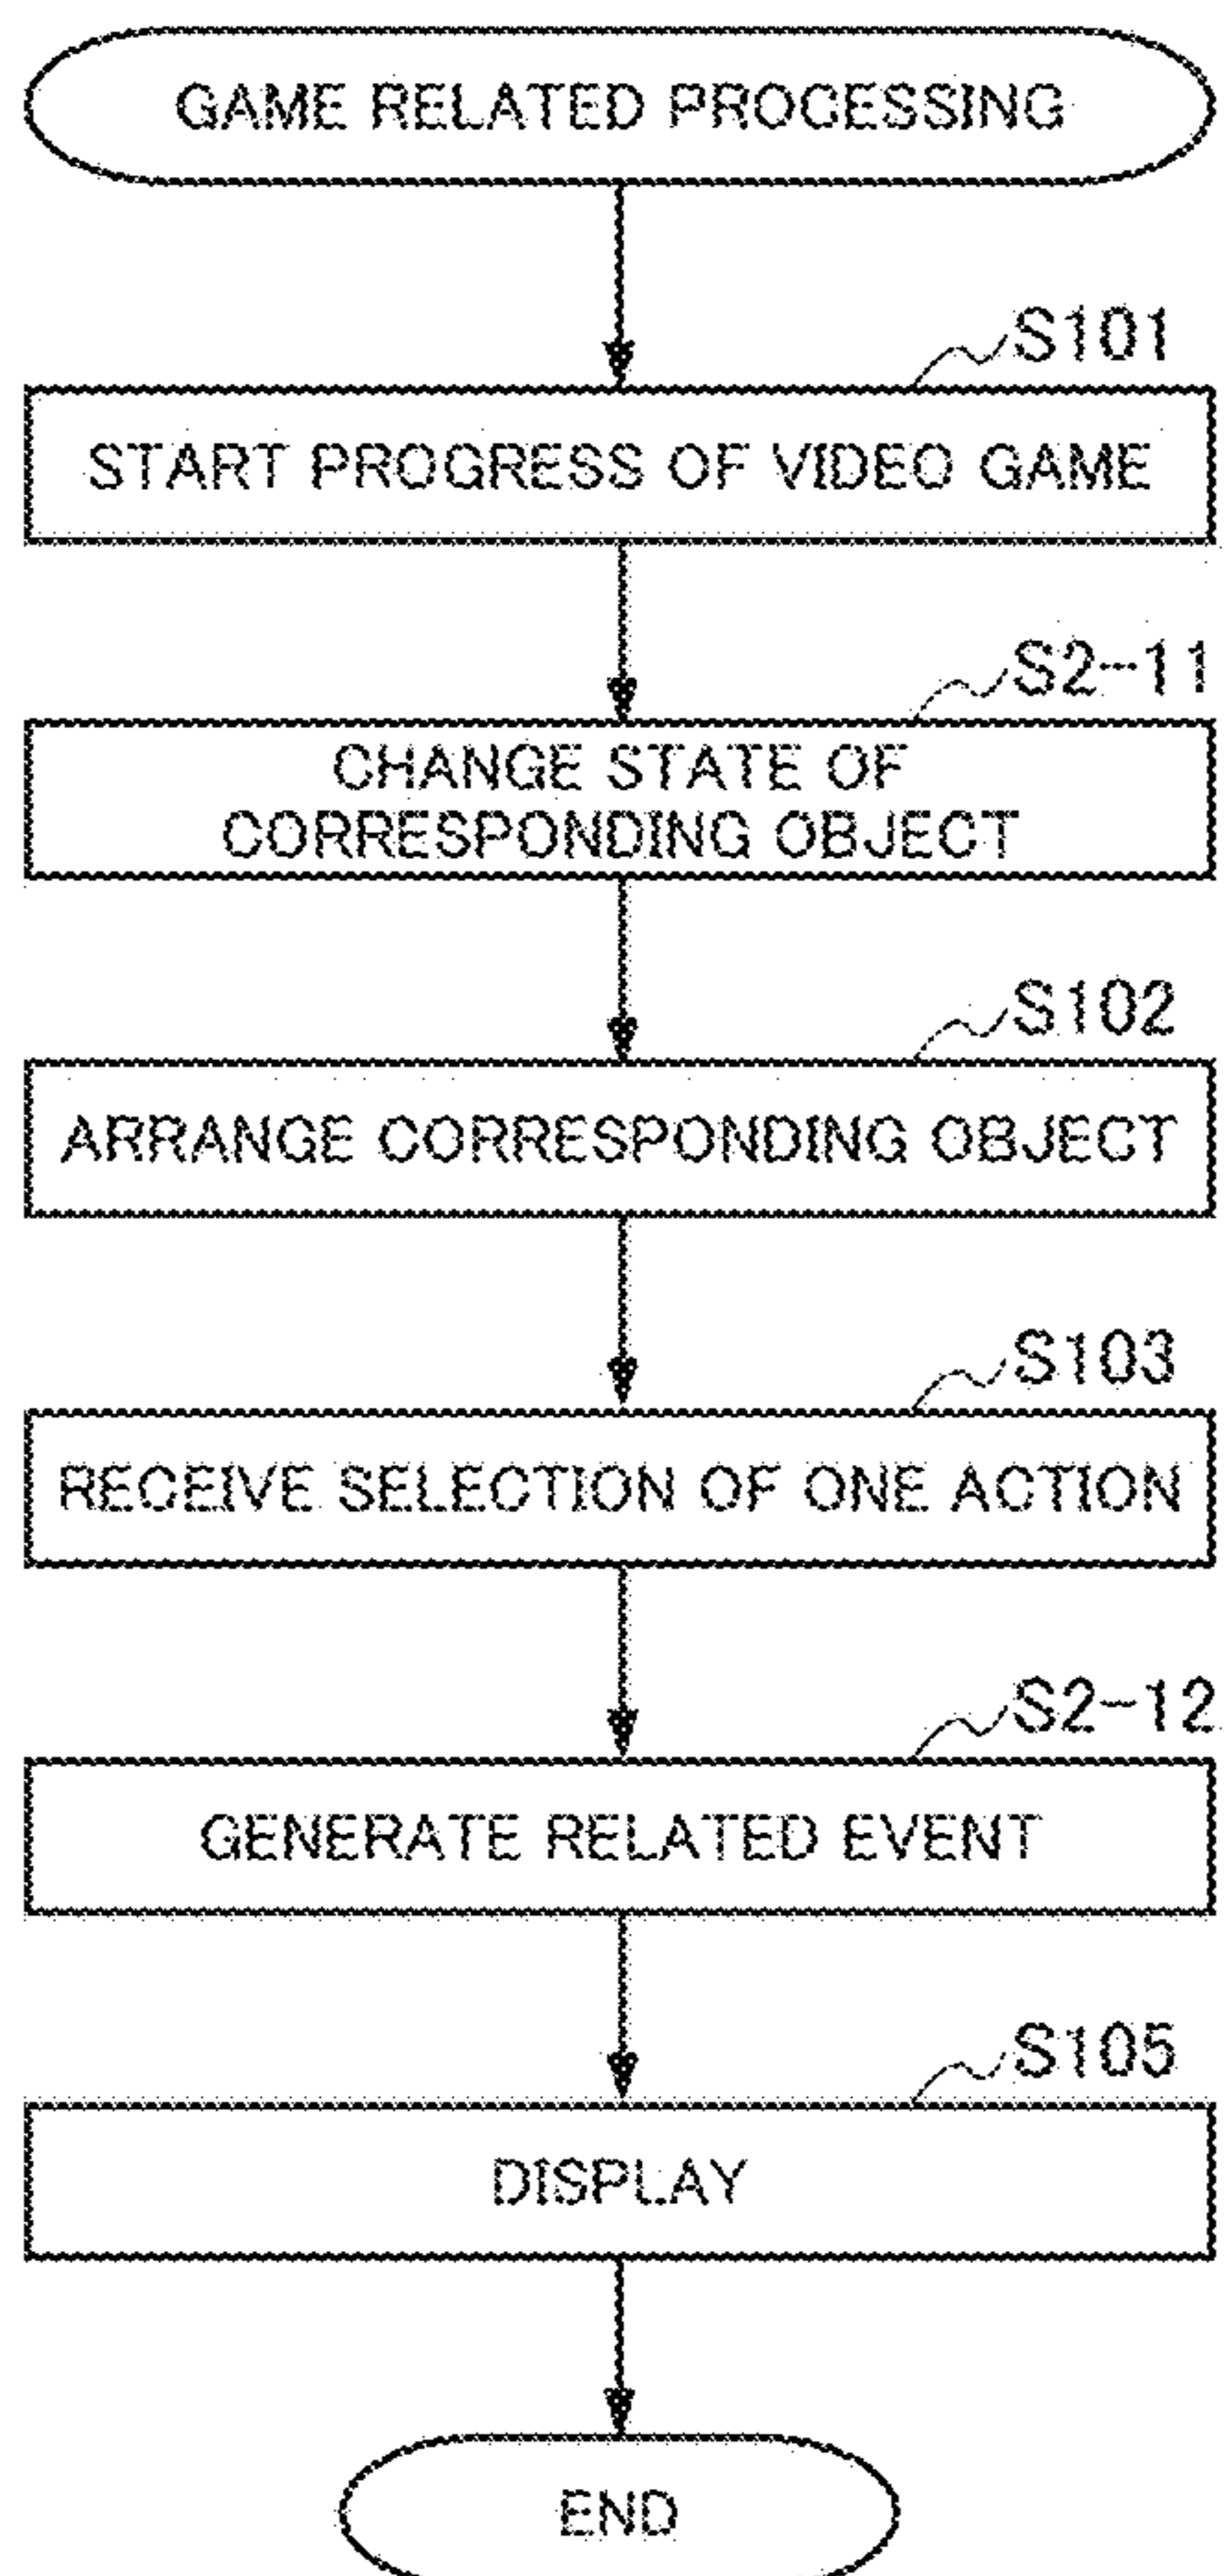 GAME RELATED PROCESSING
S101
START PROGRESS OF VIDEO GAME
S2-11
CHANGE STATE OF
CORRESPONDING OBJECT
S102
ARRANGE CORRESPONDING OBJECT
S103
RECEIVE SELECTION OF ONE ACTION
S2-12
GENERATE RELATED EVENT
S105
DISPLAY
END